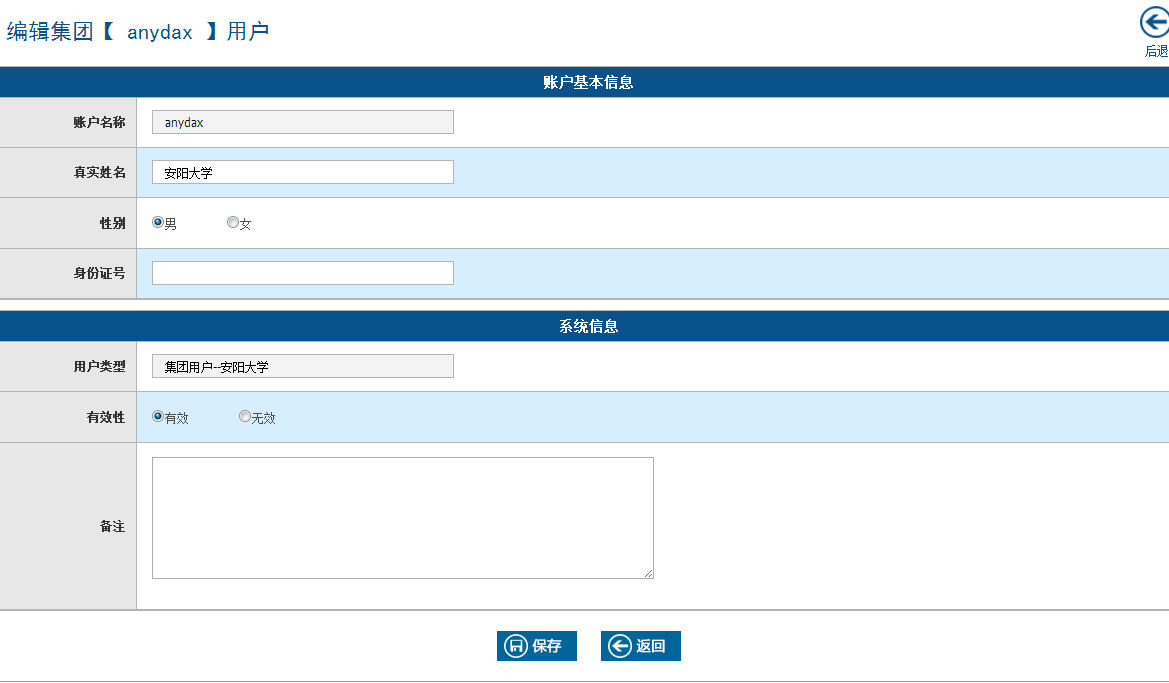 编辑集团【 anydax 】用户
后退
账户基本信息
账户名称 anydax
真实姓名 安阳大学
性别 男 女
身份证号
系统信息
用户类型 集团用户--安阳大学
有效性 有效 无效
备注
保存 返回